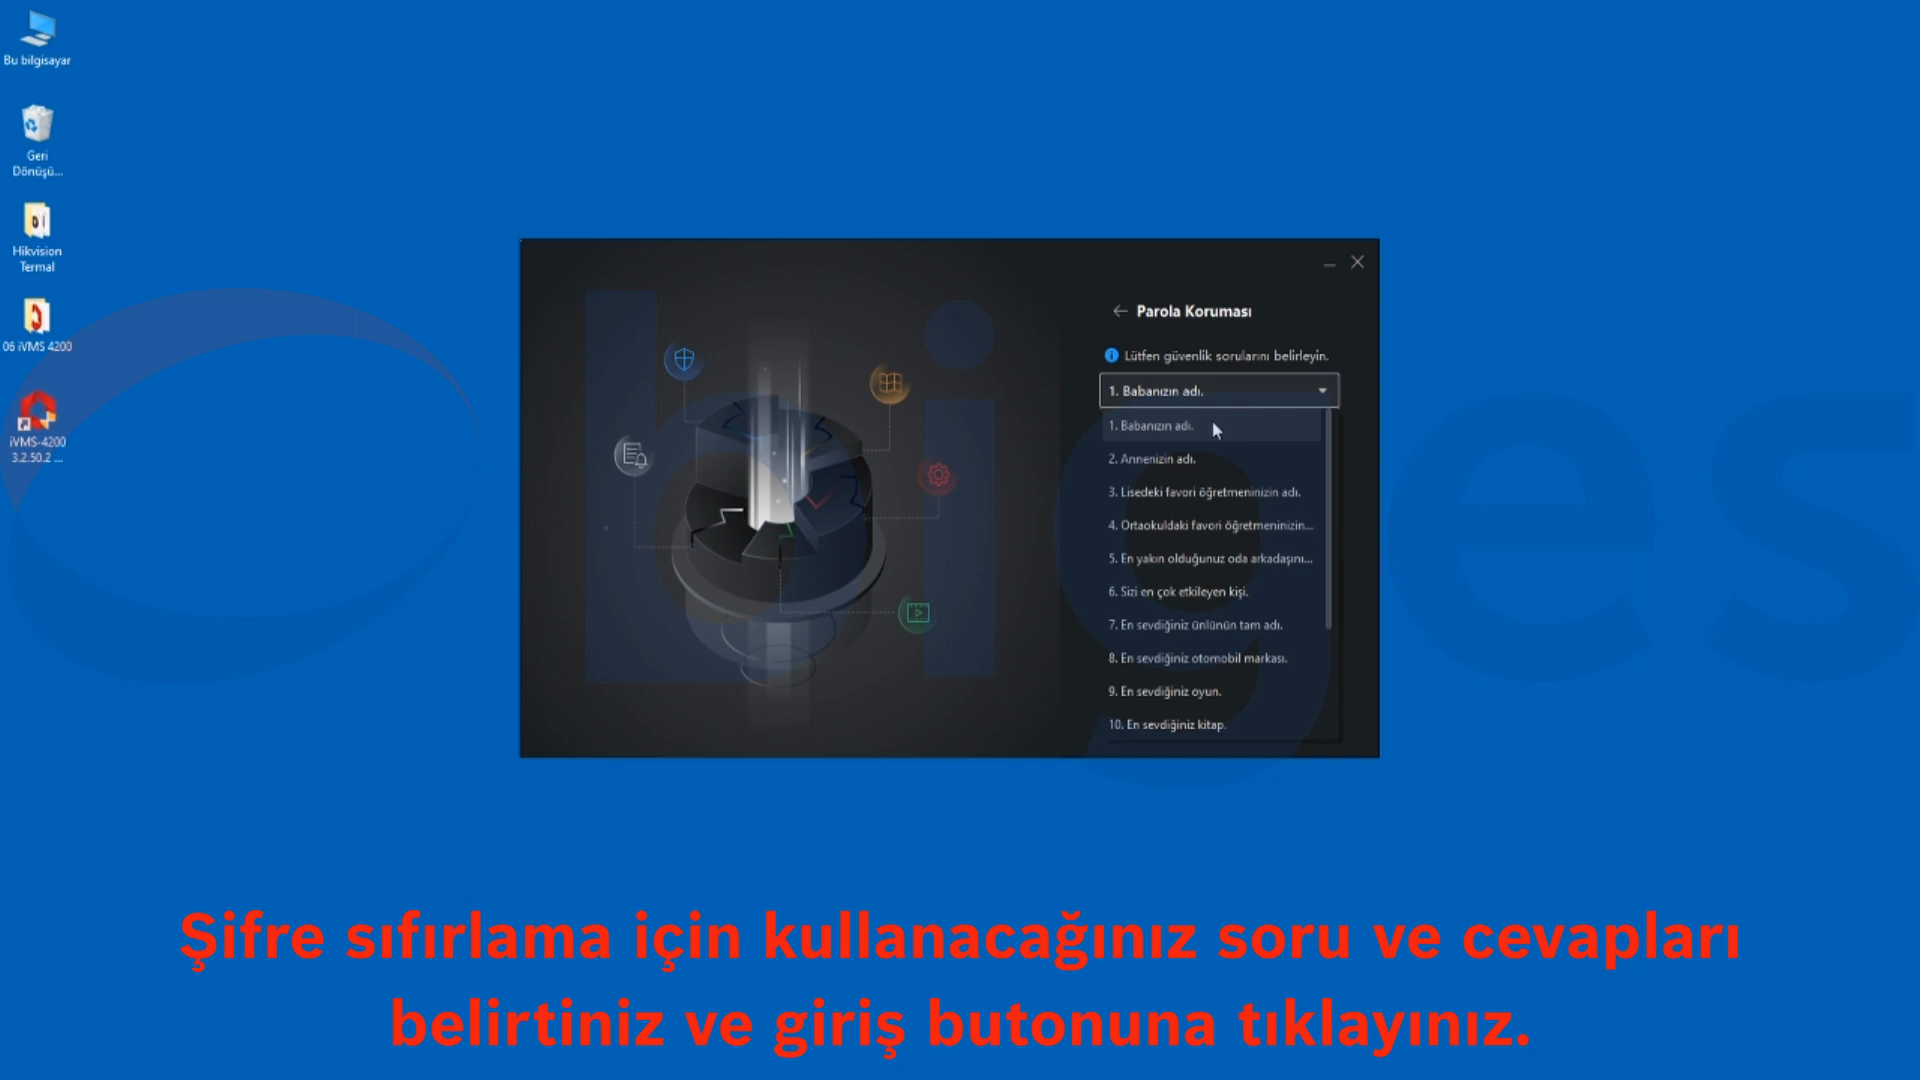 Bu bilgisayar
Geri
Dönüşü...
Hikvision
Termal
06 iVMS 4200
iVMS-4200
3.2.50.2 ...
Parola Koruması
Lütfen güvenlik sorularını belirleyin.
1. Babanızın adı.
1. Babanızın adı.
2. Annenizin adı.
3. Lisedeki favori öğretmeninizin adı.
4. Ortaokuldaki favori öğretmeninizin...
5. En yakın olduğunuz oda arkadaşını...
6. Sizi en çok etkileyen kişi.
7. En sevdiğiniz ünlünün tam adı.
8. En sevdiğiniz otomobil markası.
9. En sevdiğiniz oyun.
10. En sevdiğiniz kitap.
biges
Şifre sıfırlama için kullanacağınız soru ve cevapları
belirtiniz ve giriş butonuna tıklayınız.